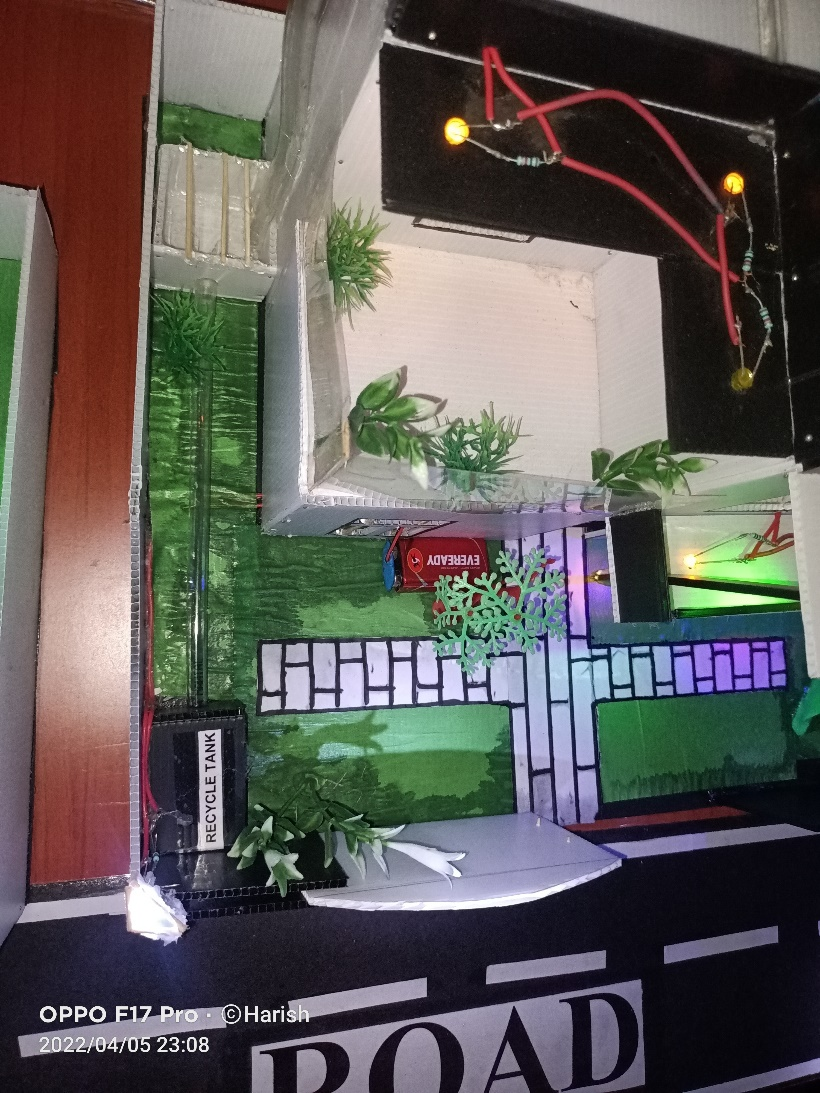 EVEREADY
RECYCLE TANK
ROAD
OPPO F17 Pro · ©Harish
2022/04/05 23:08